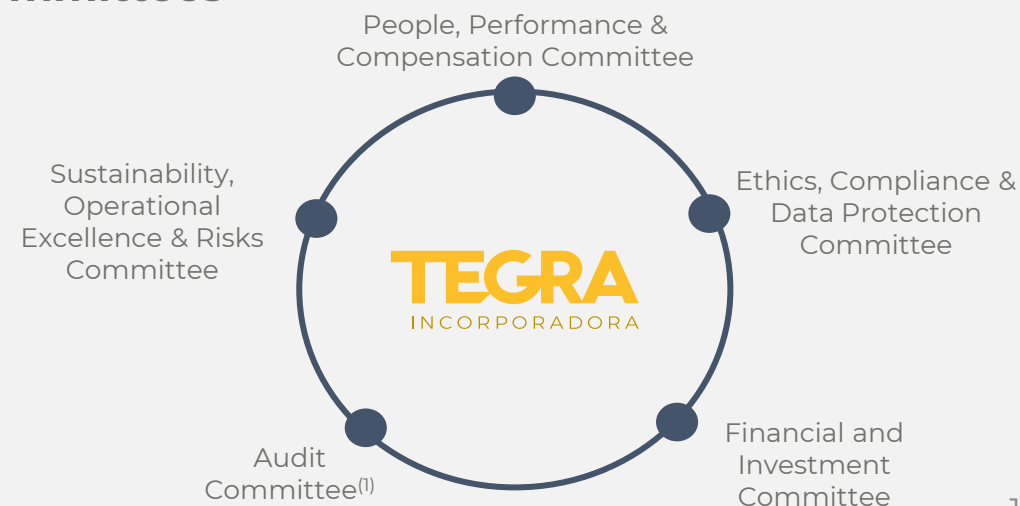 People, Performance &
Compensation Committee
Sustainability,
Operational
Excellence & Risks
Committee
Ethics, Compliance &
Data Protection
Committee
TEGRA
INCORPORADORA
Audit
Committee(1)
Financial and
Investment
Committee